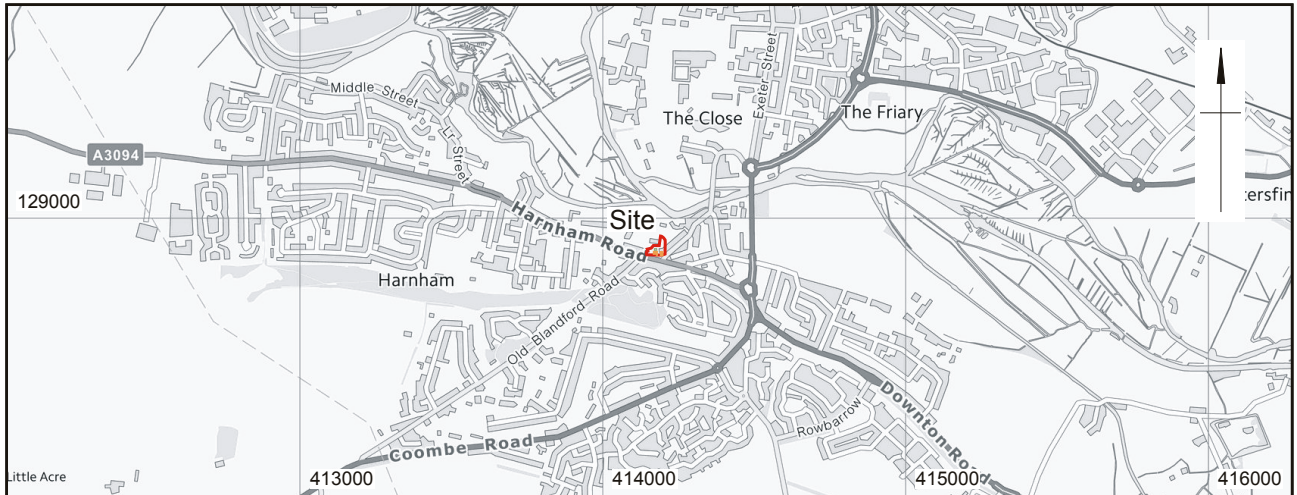 Middle Street
Lr Street
Exeter Street
The Close
The Friary
A3094
129000
Site
Harnham Road
Harnham
Old Blandford Road
Rowbarrow
Downton Road
Coombe Road
Little Acre
413000
414000
415000
416000